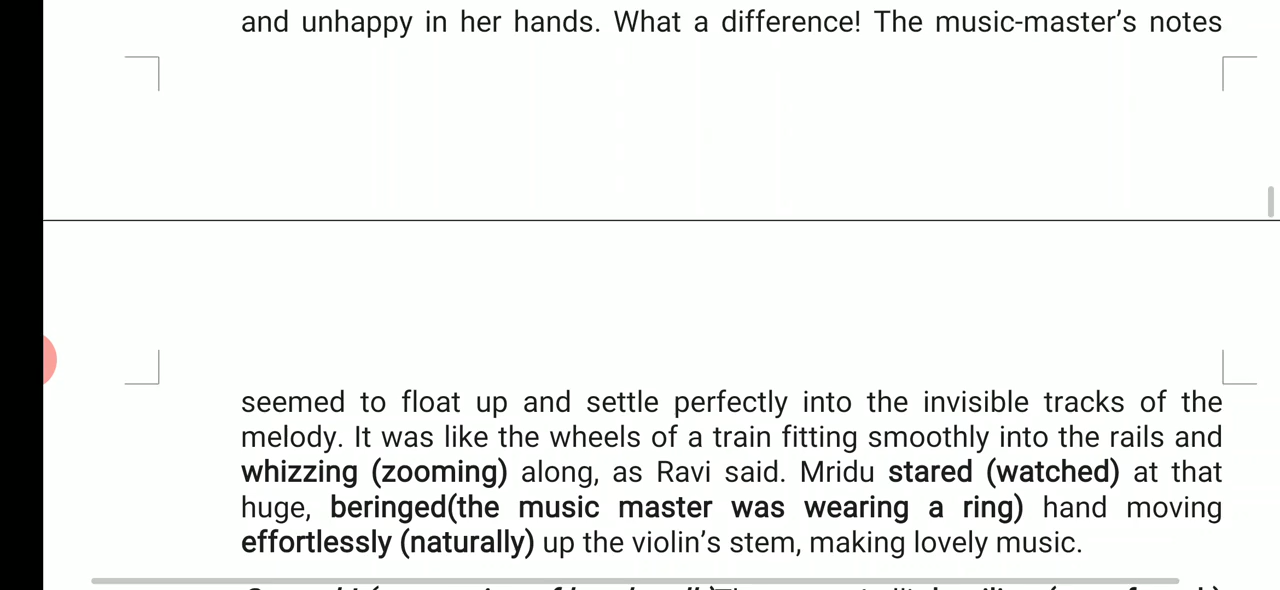 and unhappy in her hands. What a difference! The music-master's notes
seemed to float up and settle perfectly into the invisible tracks of the
melody. It was like the wheels of a train fitting smoothly into the rails and
whizzing (zooming) along, as Ravi said. Mridu stared (watched) at that
huge, beringed(the music master was wearing a ring) hand moving
effortlessly (naturally) up the violin's stem, making lovely music.